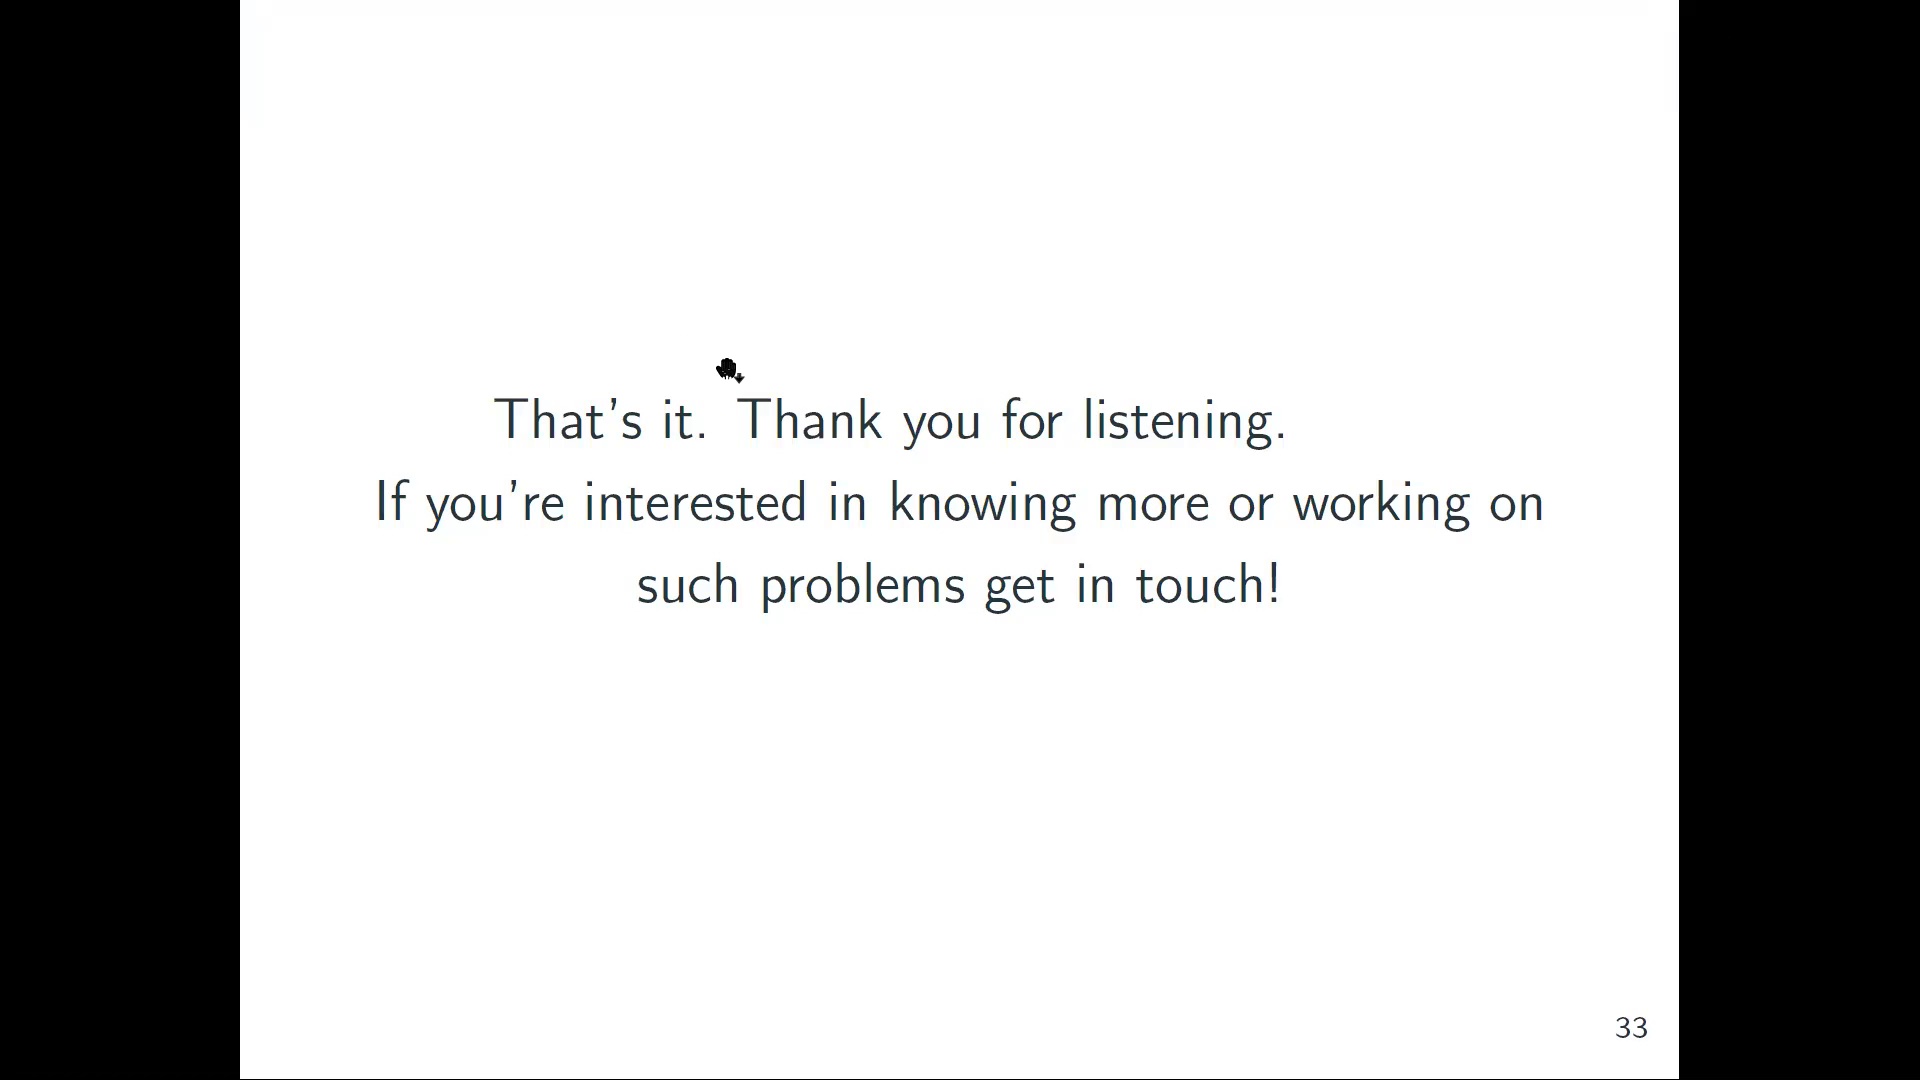 That's it. Thank you for listening.
If you're interested in knowing more or working on
such problems get in touch!
33